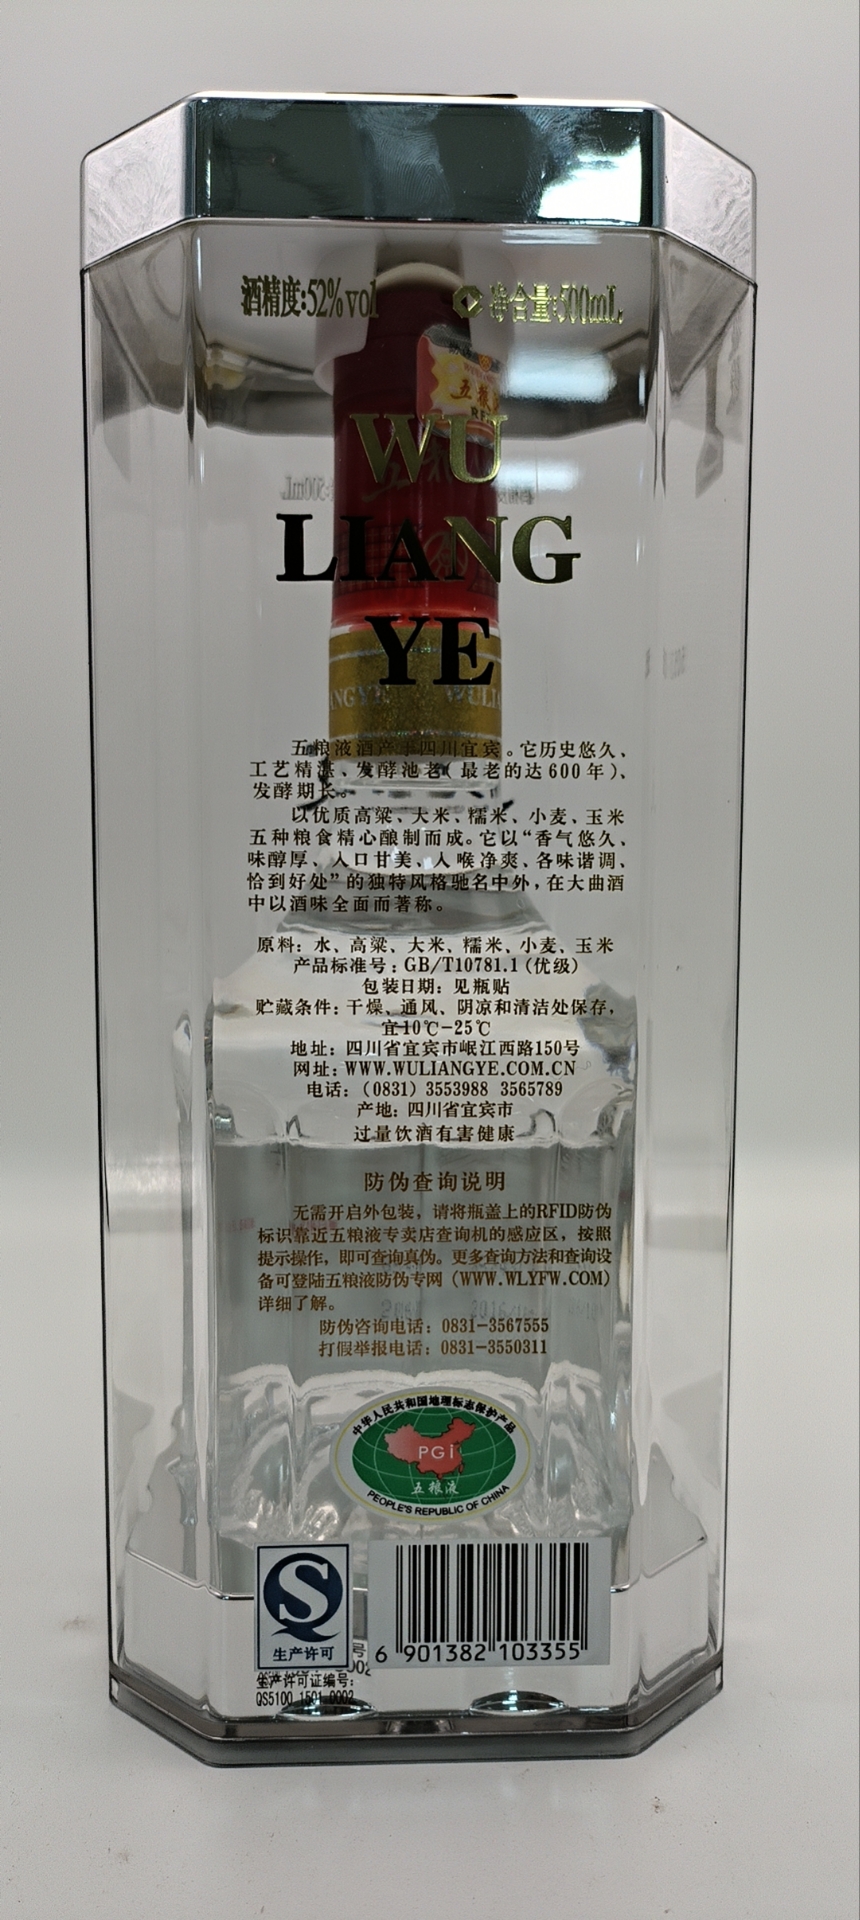 酒精度:52%vol 净含量:500mL
五粮
RF
WU
LIANG
YE
ANGYE WULIA
五粮液酒产于四川宜宾。它历史悠久、
工艺精湛、发酵池老(最老的达600年)、
发酵期长。
以优质高粱、大米、糯米、小麦、玉米
五种粮食精心酿制而成。它以“香气悠久、
味醇厚、入口甘美、入喉净爽、各味谐调、
恰到好处”的独特风格驰名中外,在大曲酒
中以酒味全面而著称。
原料: 水、高粱、大米、糯米、小麦、玉米
产品标准号: GB/T10781.1(优级)
包装日期: 见瓶贴
贮藏条件: 干燥、通风、阴凉和清洁处保存,
宜10℃-25℃
地址: 四川省宜宾市岷江西路150号
网址: WWW.WULIANGYE.COM.CN
电话: (0831) 3553988 3565789
产地: 四川省宜宾市
过量饮酒有害健康
防伪查询说明
无需开启外包装, 请将瓶盖上的RFID防伪
标识靠近五粮液专卖店查询机的感应区, 按照
提示操作, 即可查询真伪。更多查询方法和查询设
备可登陆五粮液防伪专网 (WWW.WLYFW.COM)
详细了解。
防伪咨询电话: 0831-3567555
打假举报电话: 0831-3550311
中华人民共和国地理标志保护产品
PGi
五粮液
PEOPLE'S REPUBLIC OF CHINA
生产许可
6 901382 103355
生产许可证编号:
QS5100 1501 0002